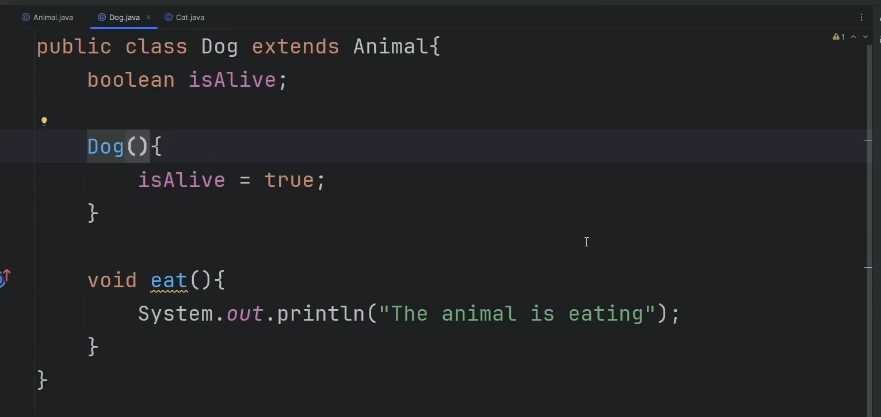 Animal.java Dog.java × Cat.java
public class Dog extends Animal{
1
    boolean isAlive;
    Dog(){
        isAlive = true;
    }
    void eat(){
        System.out.println("The animal is eating");
    }
}